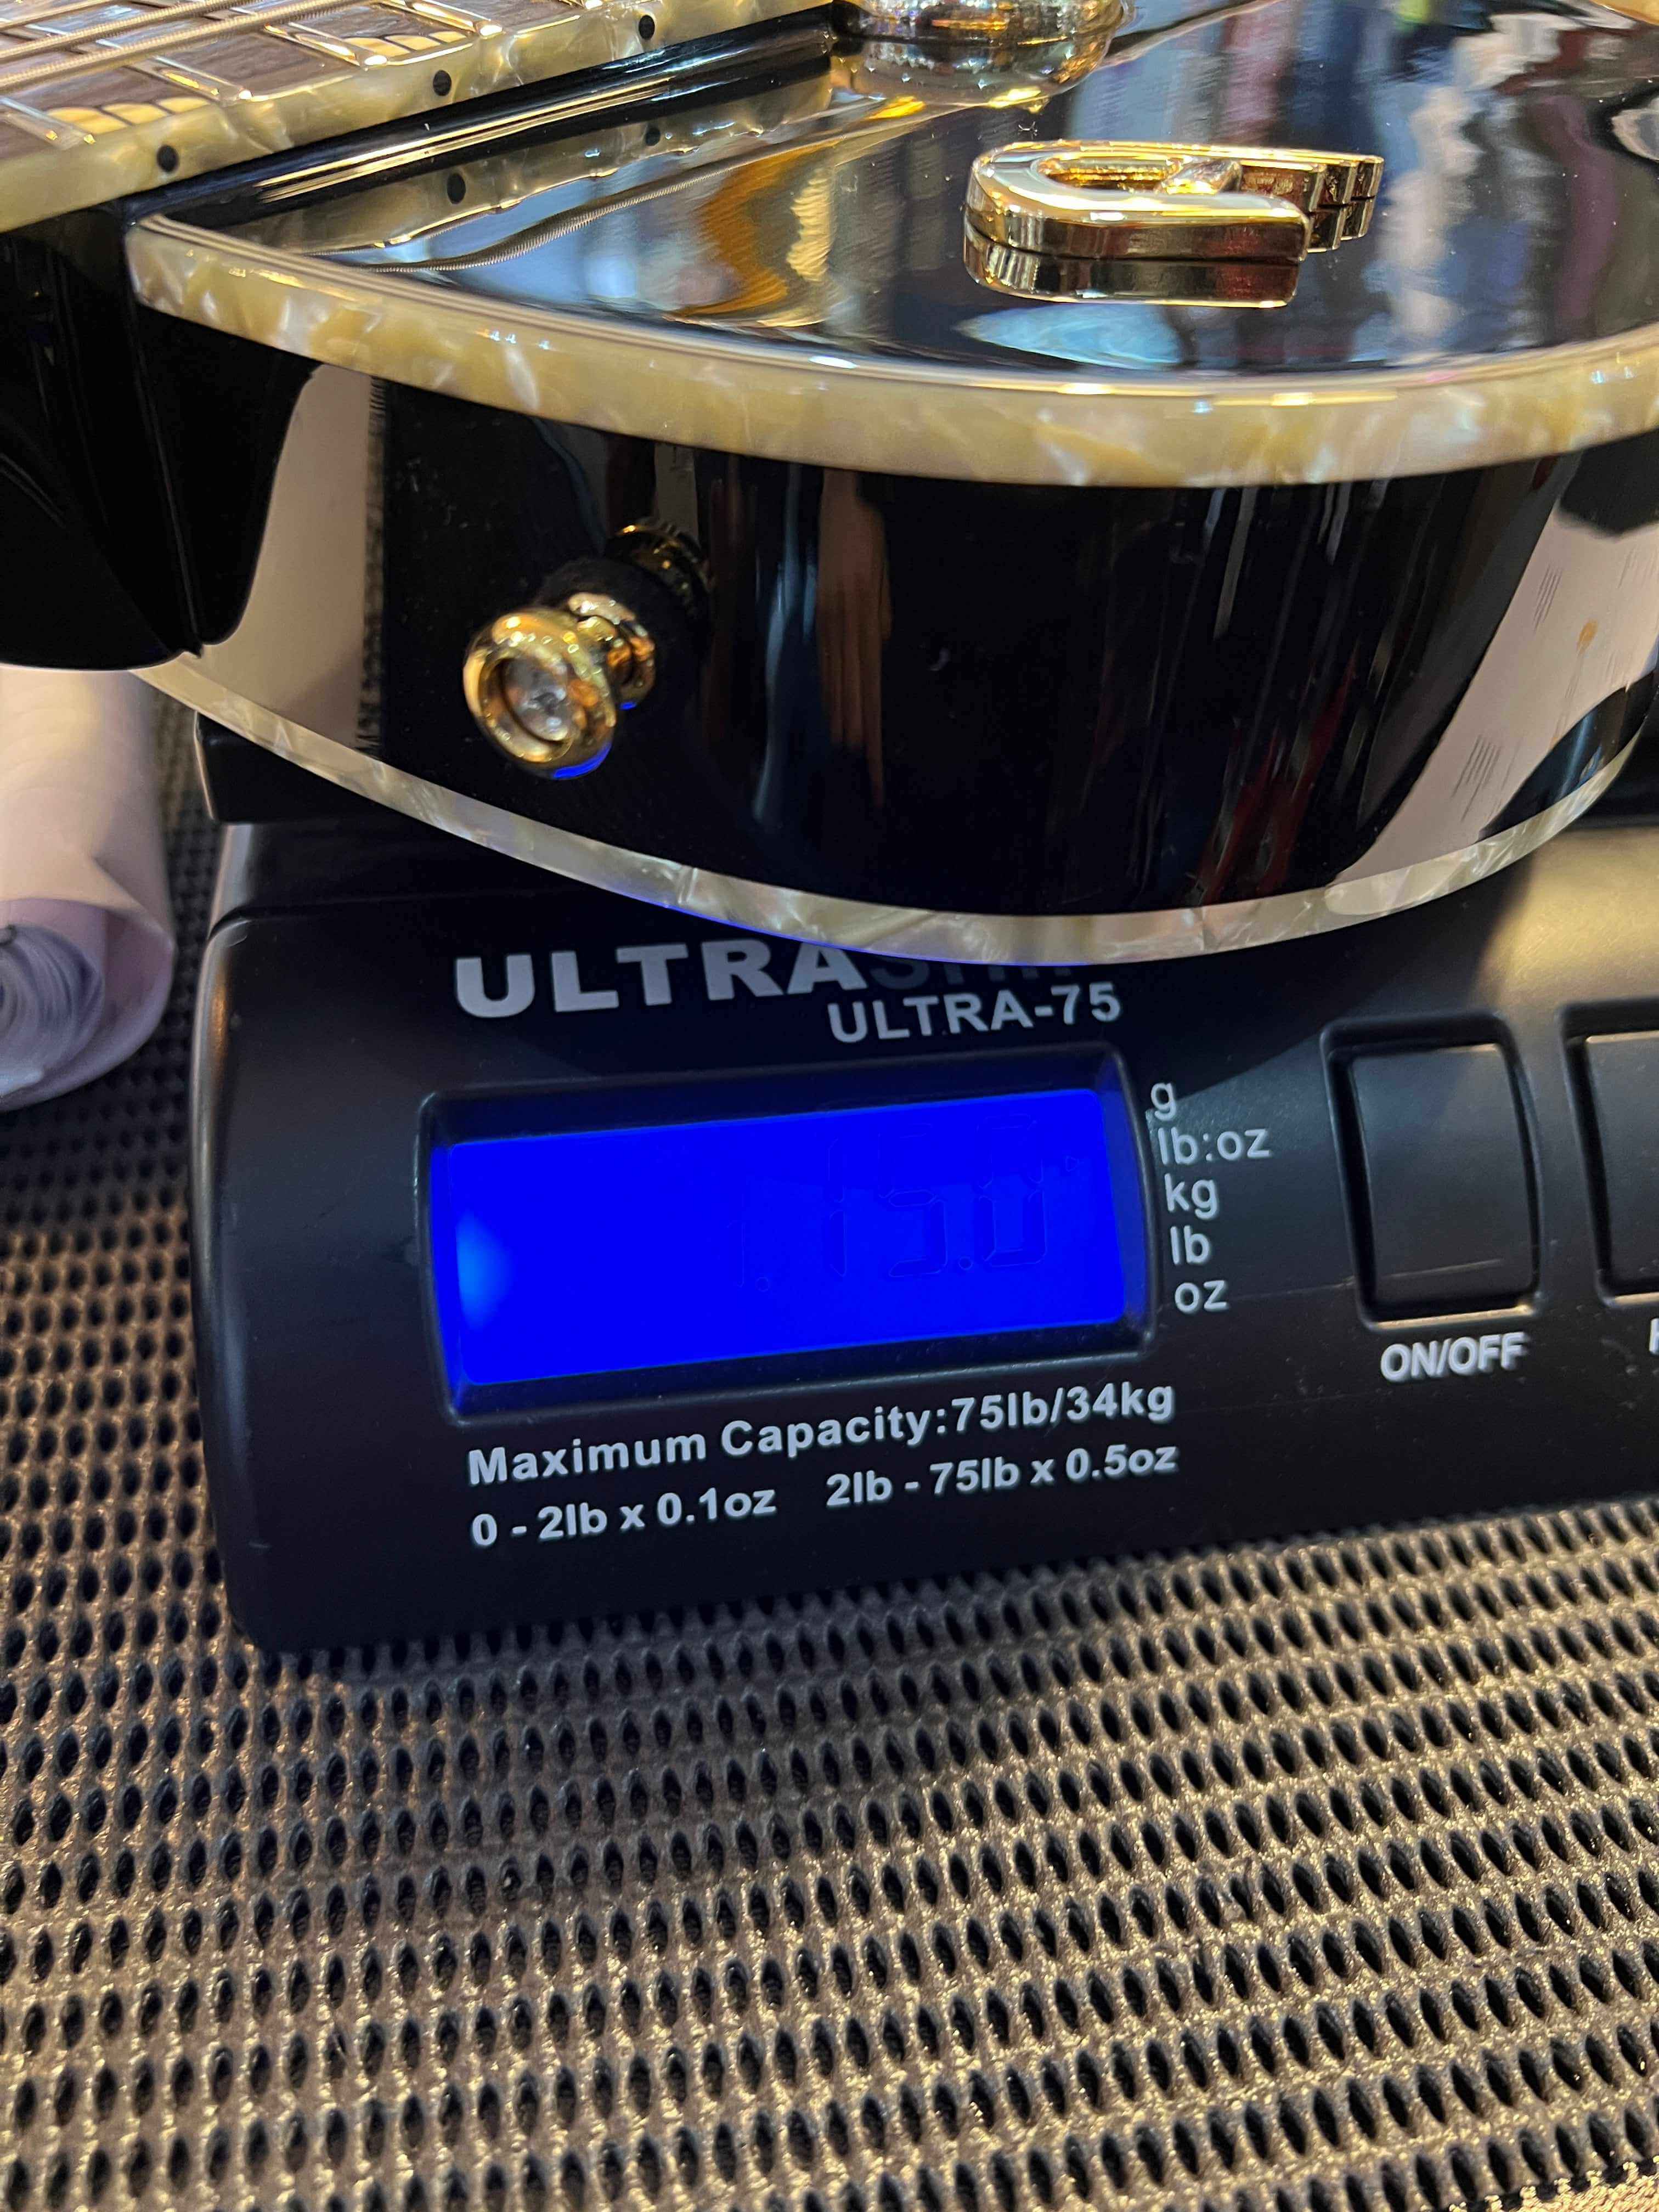 ULTRA
ULTRA-75
g
lb:oz
kg
lb
oz
ON/OFF
Maximum Capacity:75lb/34kg
0 - 2lb x 0.1oz 2lb - 75lb x 0.5oz